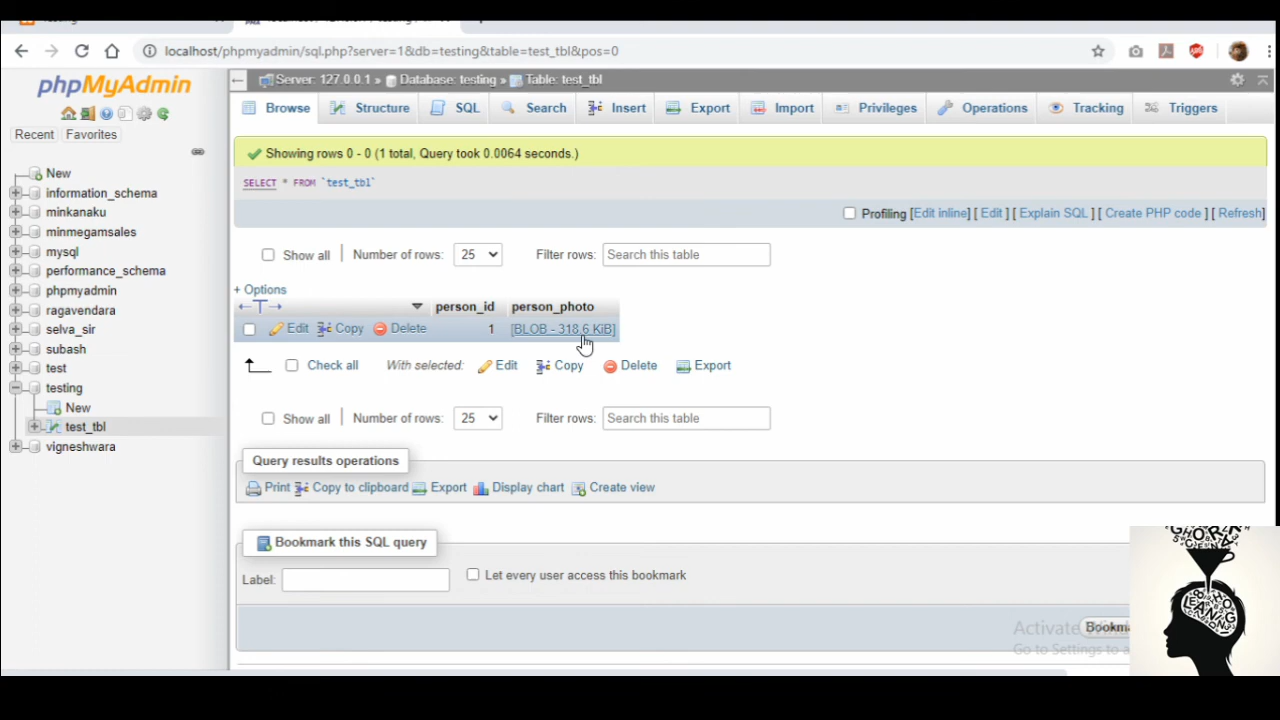 localhost/phpmyadmin/sql.php?server=1&db=testing&table=test_tbl&pos=0
phpMyAdmin
Recent Favorites
New
information_schema
minkanaku
minmegamsales
mysql
performance_schema
phpmyadmin
ragavendara
selva_sir
subash
test
testing
New
test_tbl
vigneshwara
Server: 127.0.0.1 » Database: testing » Table: test_tbl
Browse Structure SQL Search Insert Export Import Privileges Operations Tracking Triggers
Showing rows 0 - 0 (1 total, Query took 0.0064 seconds.)
SELECT * FROM `test_tbl`
Profiling [Edit inline] [ Edit ] [ Explain SQL ] [ Create PHP code ] [ Refresh]
Show all Number of rows: 25 Filter rows: Search this table
+ Options
person_id person_photo
Edit Copy Delete 1 [BLOB - 318.6 KiB]
Check all With selected: Edit Copy Delete Export
Show all Number of rows: 25 Filter rows: Search this table
Query results operations
Print Copy to clipboard Export Display chart Create view
Bookmark this SQL query
Label: Let every user access this bookmark
Activate
Go to Settings to